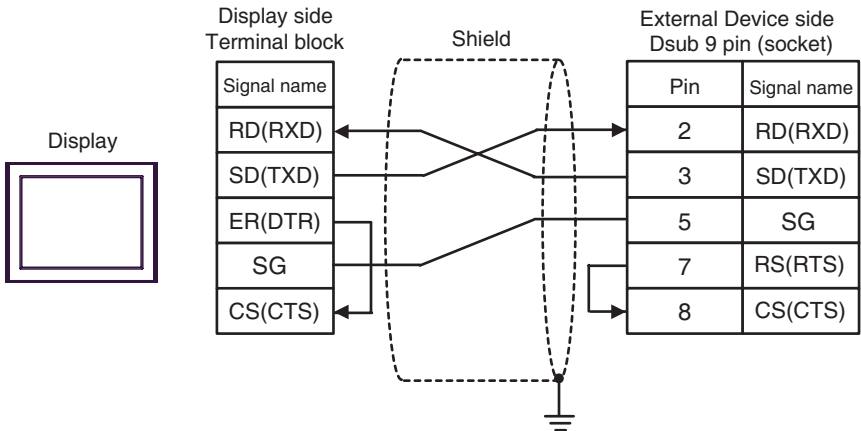 Display side
Terminal block
Shield
External Device side
Dsub 9 pin (socket)
Display
Signal name
RD(RXD)
SD(TXD)
ER(DTR)
SG
CS(CTS)
Pin Signal name
2 RD(RXD)
3 SD(TXD)
5 SG
7 RS(RTS)
8 CS(CTS)